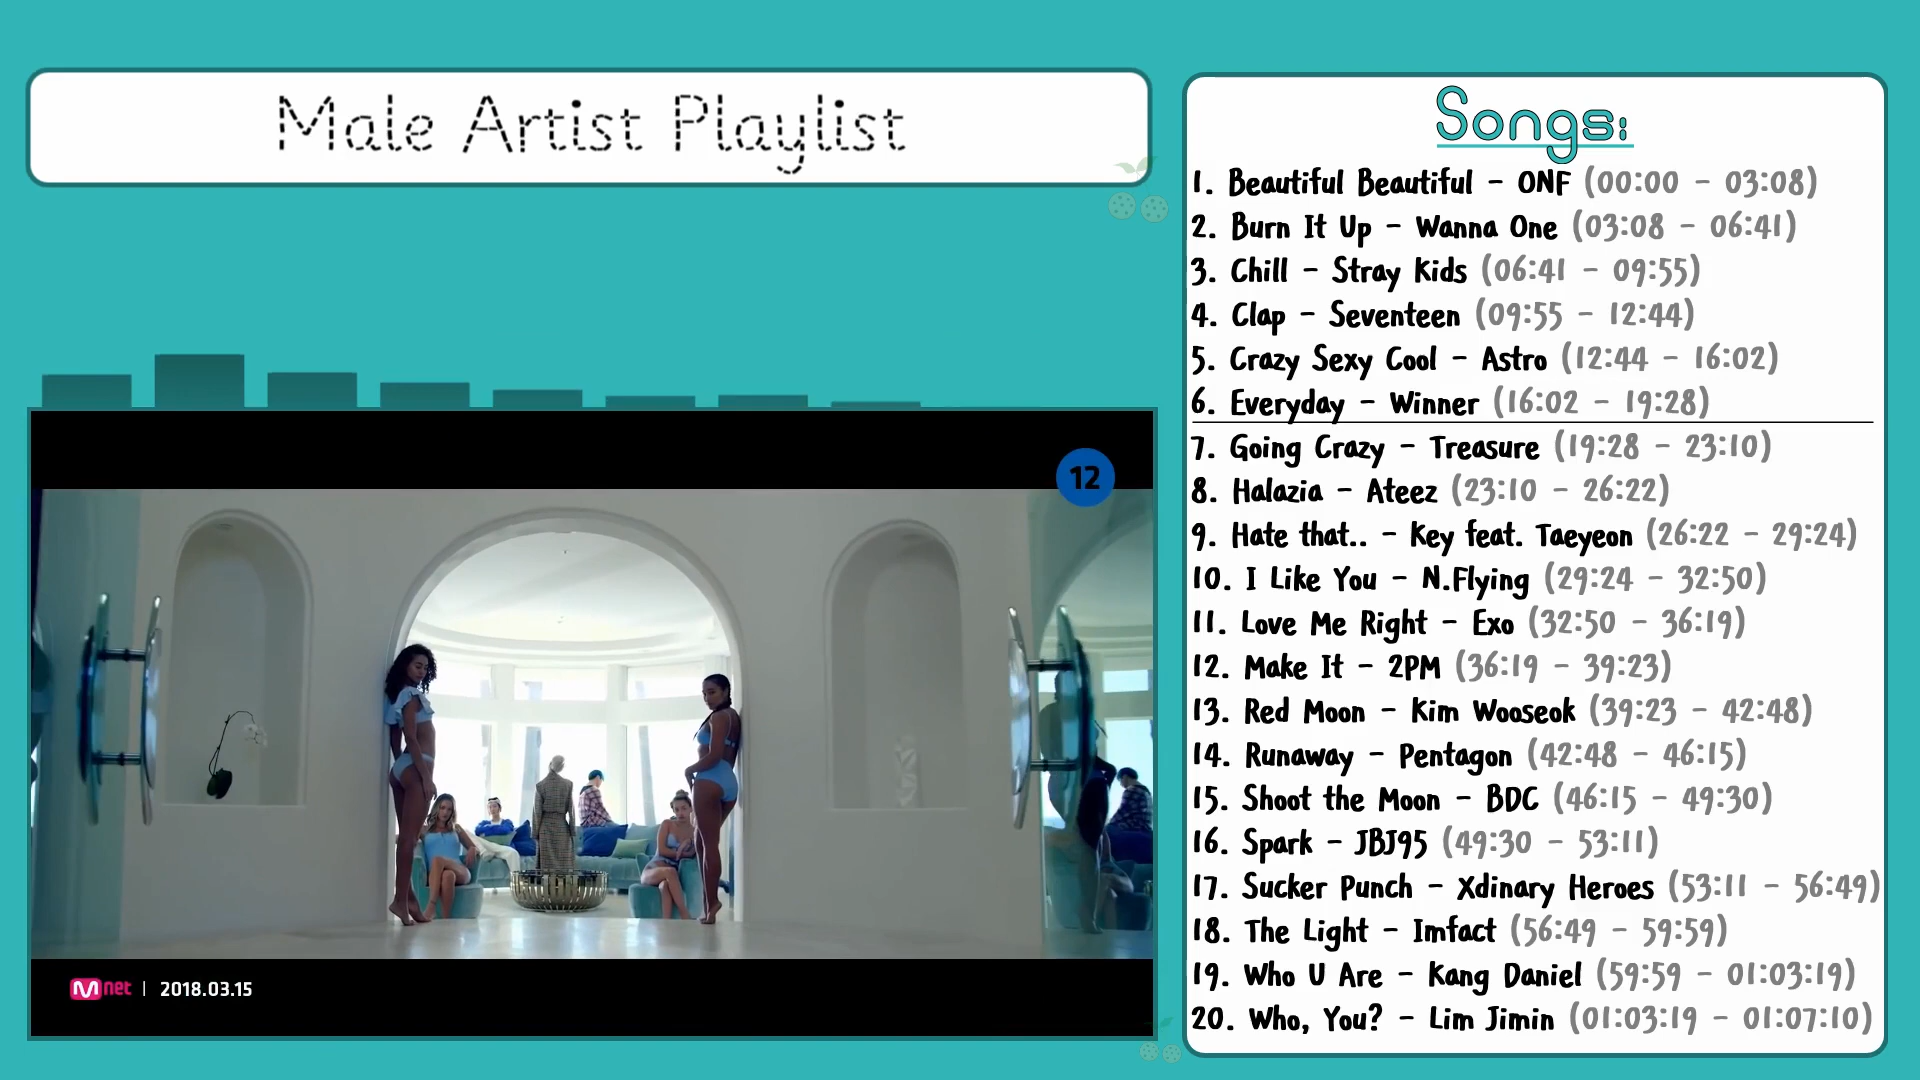 Male Artist Playlist
Songs:
1. Beautiful Beautiful - ONF (00:00 - 03:08)
2. Burn It Up - Wanna One (03:08 - 06:41)
3. Chill - Stray Kids (06:41 - 09:55)
4. Clap - Seventeen (09:55 - 12:44)
5. Crazy Sexy Cool - Astro (12:44 - 16:02)
6. Everyday - Winner (16:02 - 19:28)
7. Going Crazy - Treasure (19:28 - 23:10)
8. Halazia - Ateez (23:10 - 26:22)
9. Hate that.. - Key feat. Taeyeon (26:22 - 29:24)
10. I Like You - N.Flying (29:24 - 32:50)
11. Love Me Right - Exo (32:50 - 36:19)
12. Make It - 2PM (36:19 - 39:23)
13. Red Moon - Kim Wooseok (39:23 - 42:48)
14. Runaway - Pentagon (42:48 - 46:15)
15. Shoot the Moon - BDC (46:15 - 49:30)
16. Spark - JBJ95 (49:30 - 53:11)
17. Sucker Punch - Xdinary Heroes (53:11 - 56:49)
18. The Light - Imfact (56:49 - 59:59)
19. Who U Are - Kang Daniel (59:59 - 01:03:19)
20. Who, You? - Lim Jimin (01:03:19 - 01:07:10)
12
Mnet | 2018.03.15